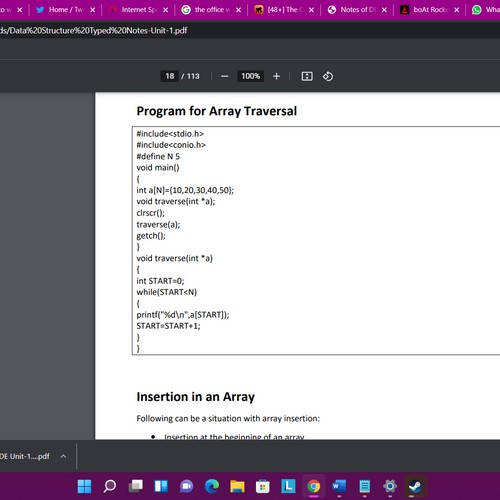 to w
Home / Tw
Internet Sp
the office w
[48+] The C
Notes of D
boAt Rock
Wha
ds/Data%20Structure%20Typed%20Notes-Unit-1.pdf
18 / 113
100%
Program for Array Traversal
#include<stdio.h>
#include<conio.h>
#define N 5
void main()
{
int a[N]={10,20,30,40,50};
void traverse(int *a);
clrscr();
traverse(a);
getch();
}
void traverse(int *a)
{
int START=0;
while(START<N)
{
printf("%d\n",a[START]);
START=START+1;
}
}
Insertion in an Array
Following can be a situation with array insertion:
• Insertion at the beginning of an array
DE Unit-1....pdf